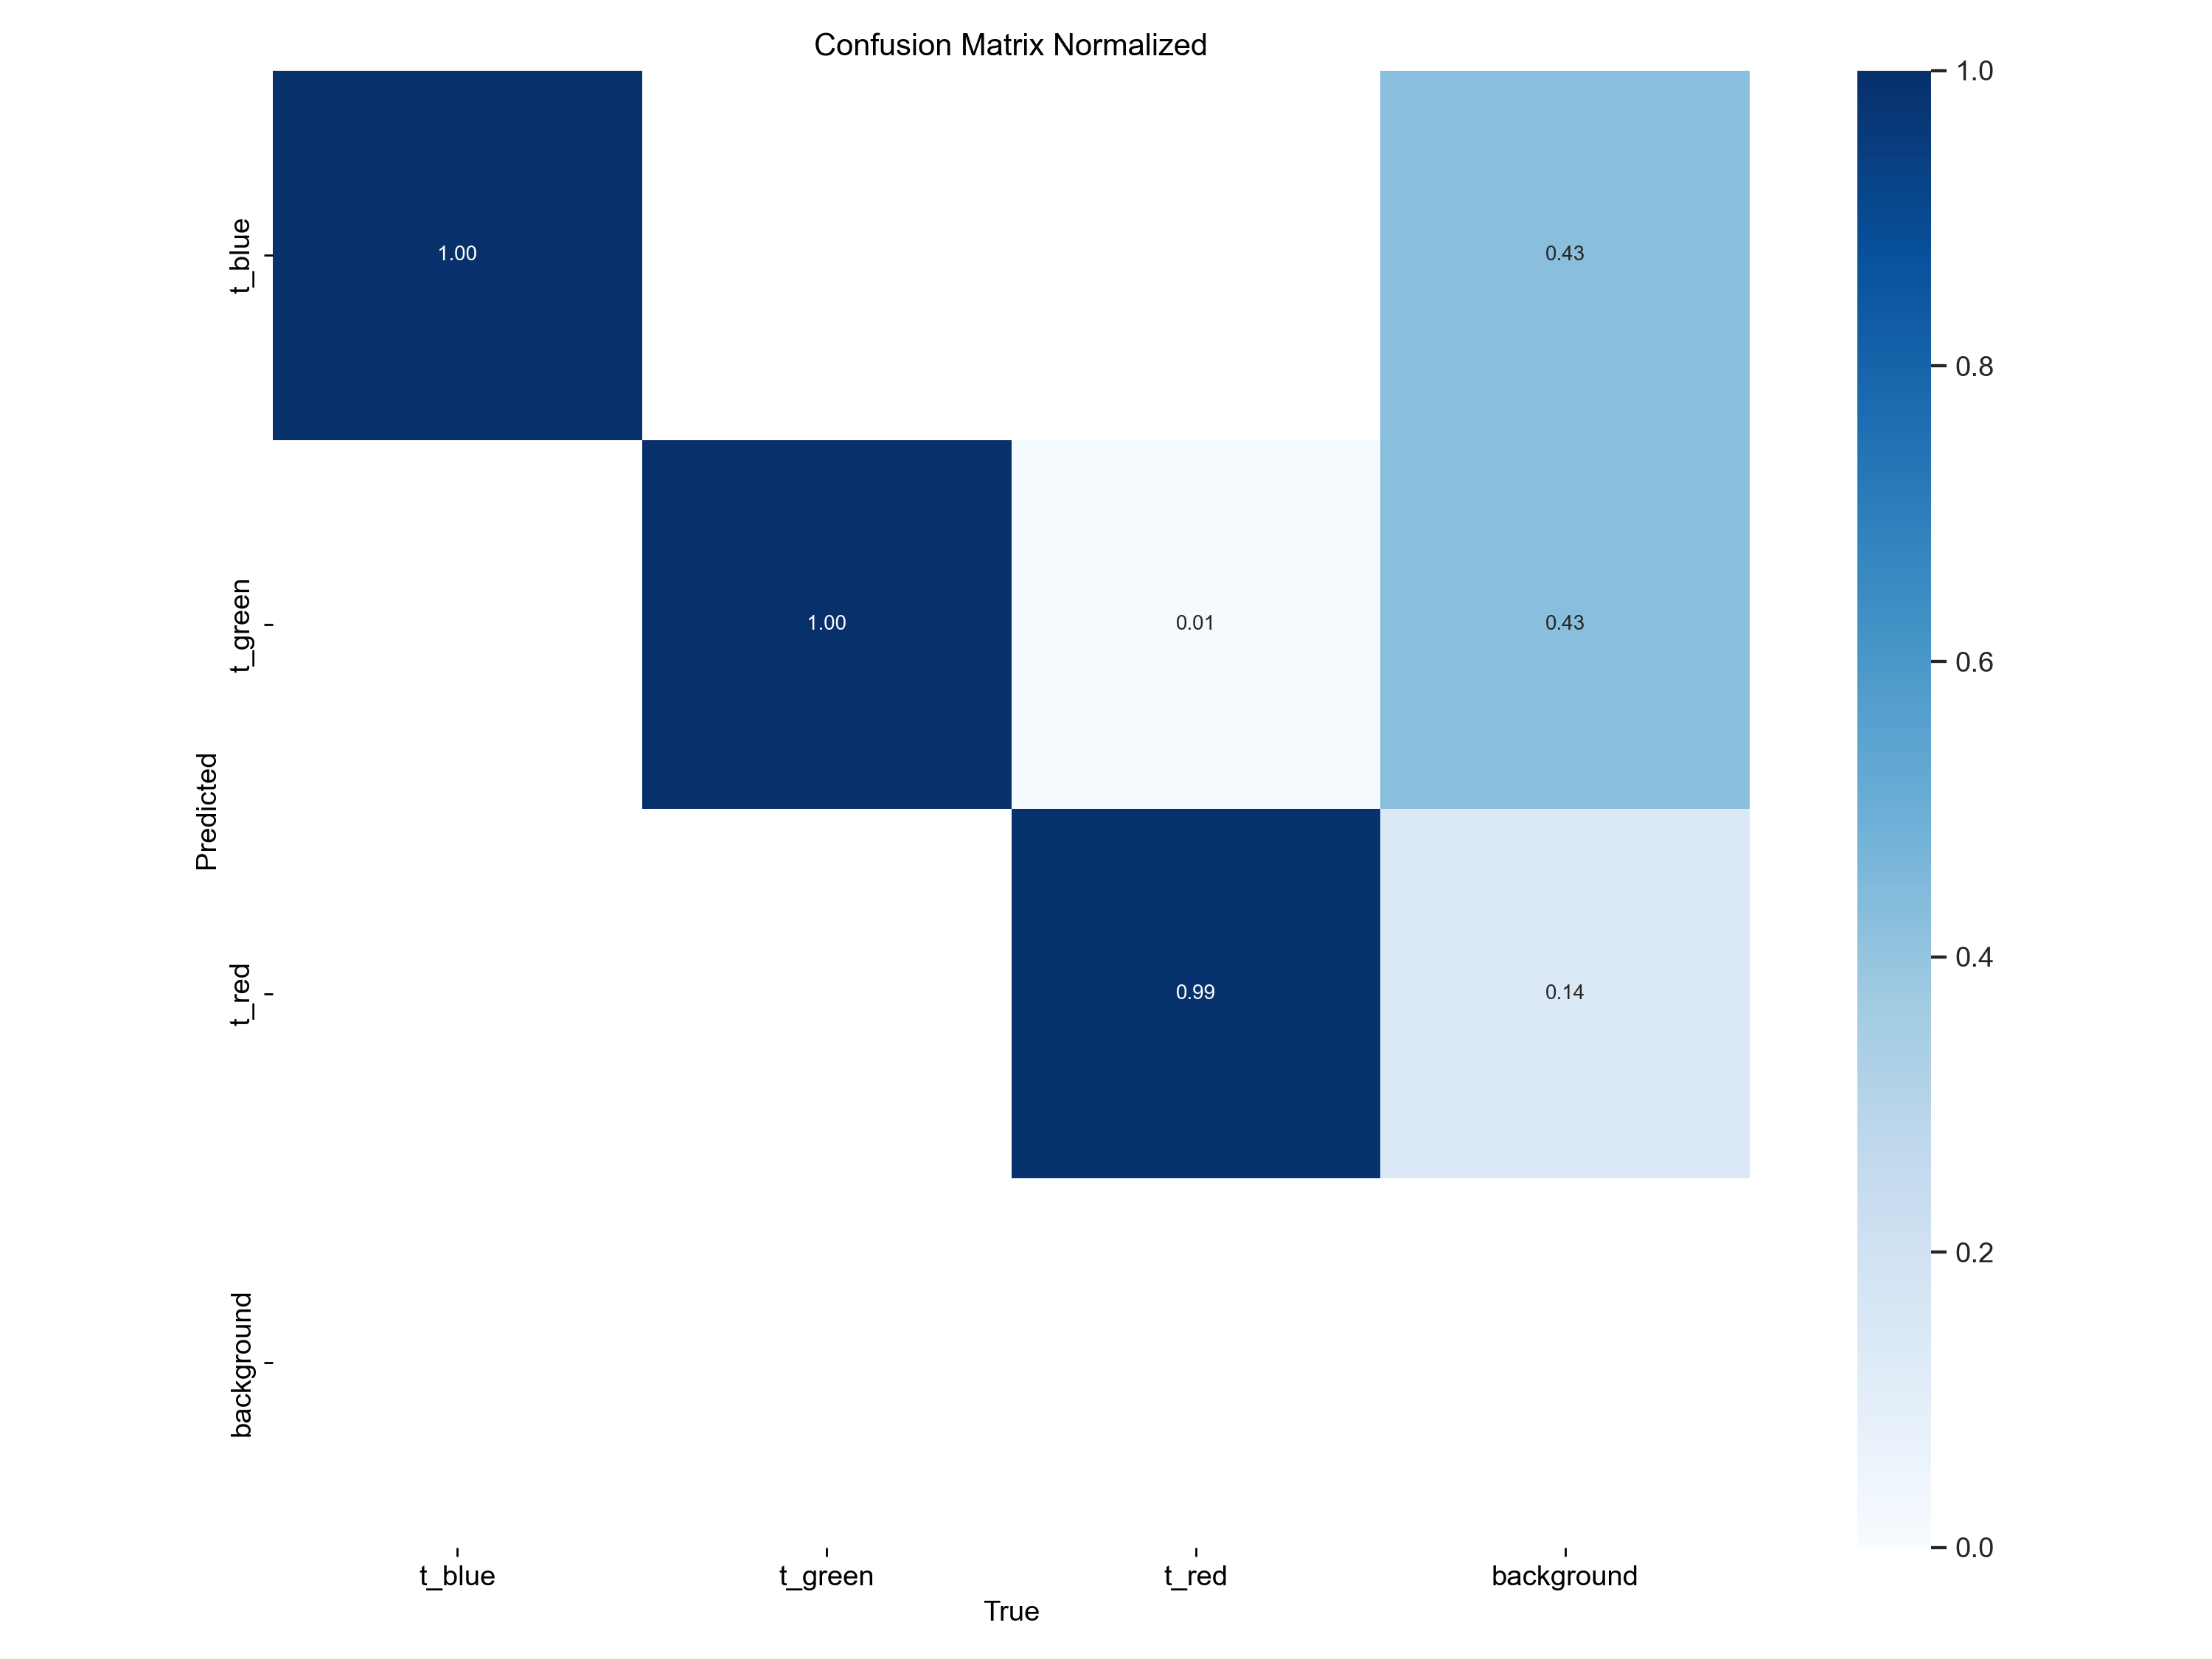 Confusion Matrix Normalized
t_blue
1.00
0.43
t_green
1.00
0.01
0.43
t_red
0.99
0.14
background
Predicted
t_blue
t_green
t_red
background
True
1.0
0.8
0.6
0.4
0.2
0.0